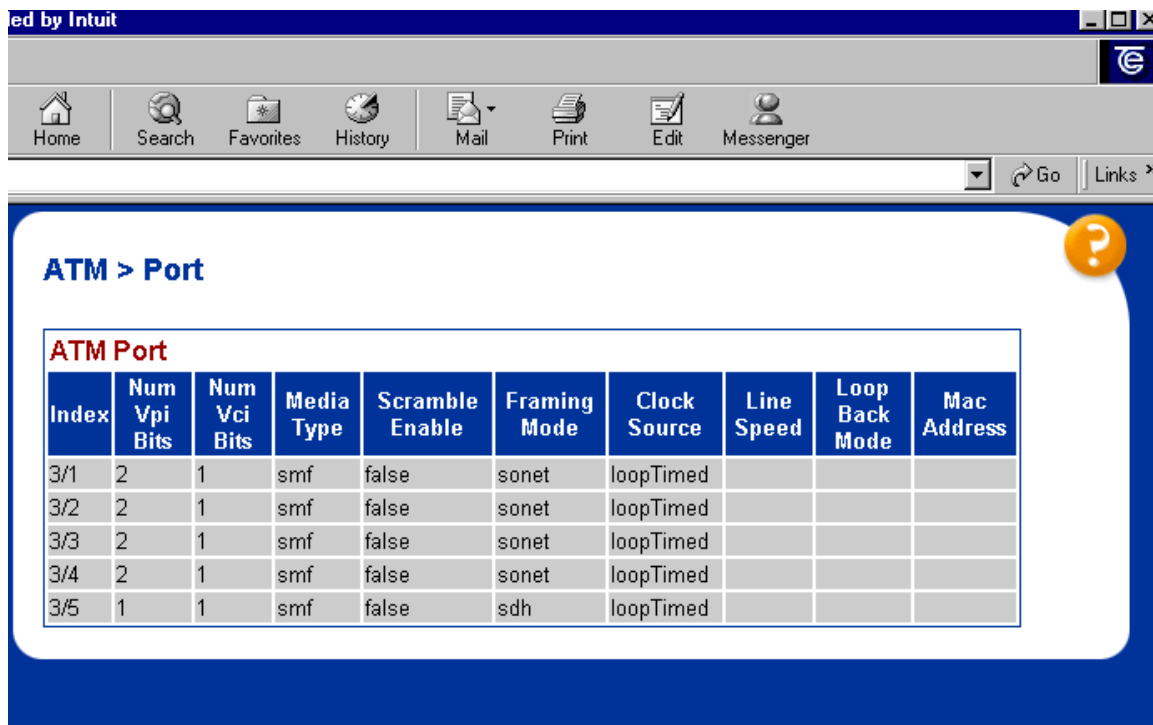 led by Intuit
Home Search Favorites History Mail Print Edit Messenger
Go Links
ATM > Port
ATM Port
Index Num Vpi Bits Num Vci Bits Media Type Scramble Enable Framing Mode Clock Source Line Speed Loop Back Mode Mac Address
3/1 2 1 smf false sonet loopTimed
3/2 2 1 smf false sonet loopTimed
3/3 2 1 smf false sonet loopTimed
3/4 2 1 smf false sonet loopTimed
3/5 1 1 smf false sdh loopTimed